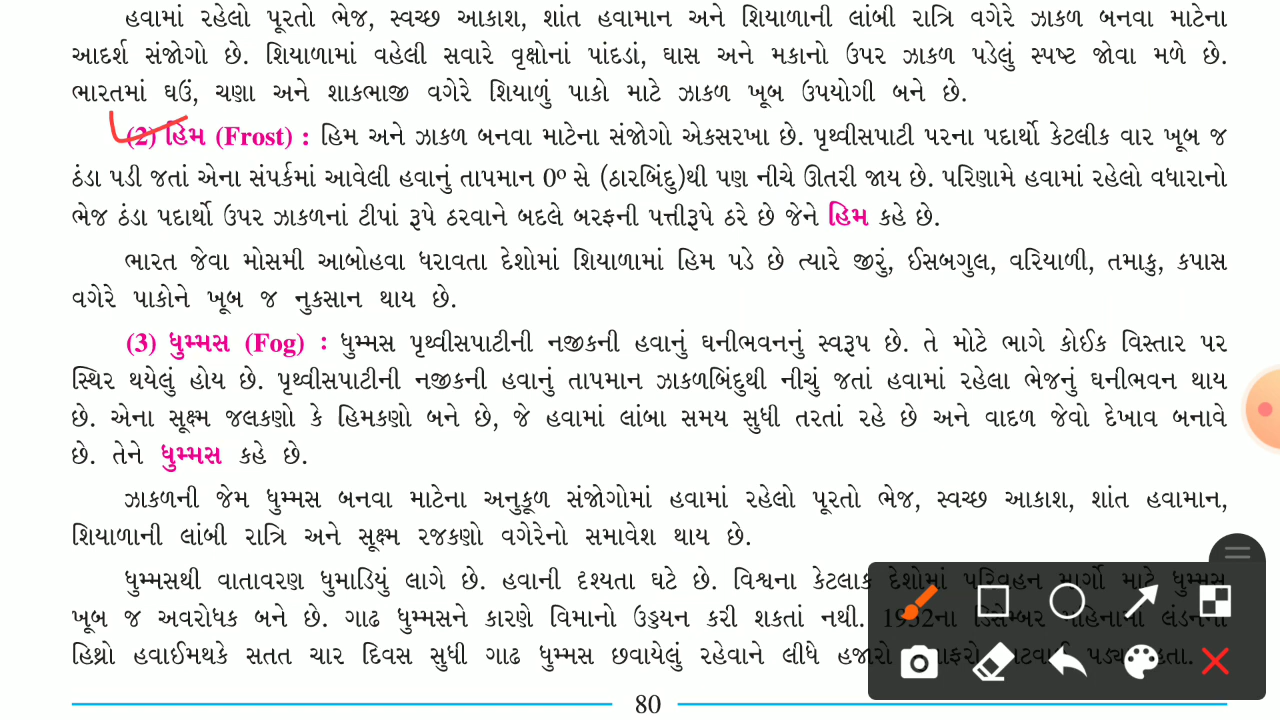 હવામાં રહેલો પૂરતો ભેજ, સ્વચ્છ આકાશ, શાંત હવામાન અને શિયાળાની લાંબી રાત્રિ વગેરે ઝાકળ બનવા માટેના
આદર્શ સંજોગો છે. શિયાળામાં વહેલી સવારે વૃક્ષોનાં પાંદડાં, ઘાસ અને મકાનો ઉપર ઝાકળ પડેલું સ્પષ્ટ જોવા મળે છે.
ભારતમાં ઘઉં, ચણા અને શાકભાજી વગેરે શિયાળું પાકો માટે ઝાકળ ખૂબ ઉપયોગી બને છે.
(2) હિમ (Frost) : હિમ અને ઝાકળ બનવા માટેના સંજોગો એકસરખા છે. પૃથ્વીસપાટી પરના પદાર્થો કેટલીક વાર ખૂબ જ
ઠંડા પડી જતાં એના સંપર્કમાં આવેલી હવાનું તાપમાન 0° સે (ઠારબિંદુ)થી પણ નીચે ઊતરી જાય છે. પરિણામે હવામાં રહેલો વધારાનો
ભેજ ઠંડા પદાર્થો ઉપર ઝાકળનાં ટીપાં રૂપે ઠરવાને બદલે બરફની પત્તીરૂપે ઠરે છે જેને હિમ કહે છે.
ભારત જેવા મોસમી આબોહવા ધરાવતા દેશોમાં શિયાળામાં હિમ પડે છે ત્યારે જીરું, ઈસબગુલ, વરિયાળી, તમાકુ, કપાસ
વગેરે પાકોને ખૂબ જ નુકસાન થાય છે.
(3) ધુમ્મસ (Fog) : ધુમ્મસ પૃથ્વીસપાટીની નજીકની હવાનું ઘનીભવનનું સ્વરૂપ છે. તે મોટે ભાગે કોઈક વિસ્તાર પર
સ્થિર થયેલું હોય છે. પૃથ્વીસપાટીની નજીકની હવાનું તાપમાન ઝાકળબિંદુથી નીચું જતાં હવામાં રહેલા ભેજનું ઘનીભવન થાય
છે. એના સૂક્ષ્મ જલકણો કે હિમકણો બને છે, જે હવામાં લાંબા સમય સુધી તરતાં રહે છે અને વાદળ જેવો દેખાવ બનાવે
છે. તેને ધુમ્મસ કહે છે.
ઝાકળની જેમ ધુમ્મસ બનવા માટેના અનુકૂળ સંજોગોમાં હવામાં રહેલો પૂરતો ભેજ, સ્વચ્છ આકાશ, શાંત હવામાન,
શિયાળાની લાંબી રાત્રિ અને સૂક્ષ્મ રજકણો વગેરેનો સમાવેશ થાય છે.
ધુમ્મસથી વાતાવરણ ધુમાડિયું લાગે છે. હવાની દૃશ્યતા ઘટે છે. વિશ્વના કેટલાક દેશોમાં પરિવહન માર્ગો માટે ધુમ્મસ
ખૂબ જ અવરોધક બને છે. ગાઢ ધુમ્મસને કારણે વિમાનો ઉડ્ડયન કરી શકતાં નથી. 1952ના ડિસેમ્બર મહિનામાં લંડનના
હિથ્રો હવાઈમથકે સતત ચાર દિવસ સુધી ગાઢ ધુમ્મસ છવાયેલું રહેવાને લીધે
80